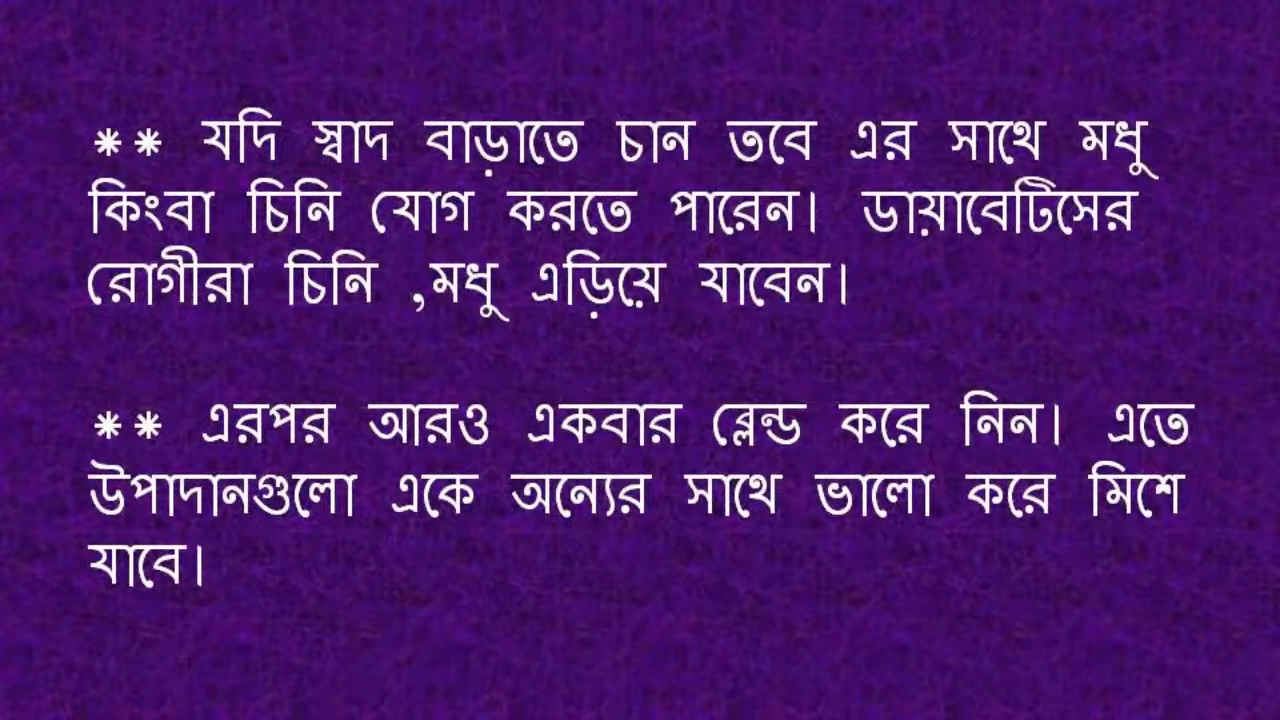 ** যদি স্বাদ বাড়াতে চান তবে এর সাথে মধু
কিংবা চিনি যোগ করতে পারেন। ডায়াবেটিসের
রোগীরা চিনি ,মধু এড়িয়ে যাবেন।
** এরপর আরও একবার ব্লেন্ড করে নিন। এতে
উপাদানগুলো একে অন্যের সাথে ভালো করে মিশে
যাবে।